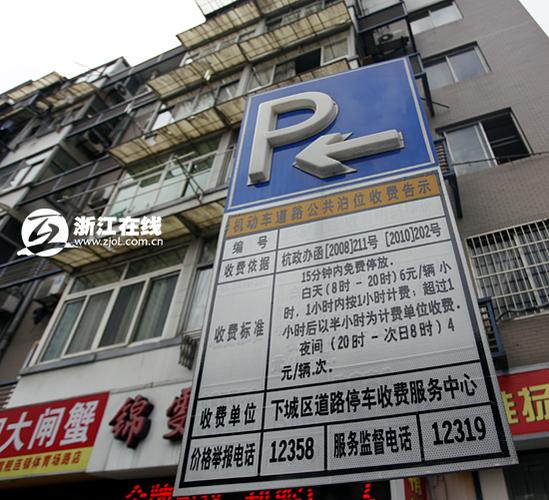 P
机动车道路公共泊位收费告示
编号
收费依据 杭政办函[2008]211号 [2010]202号
收费标准
15分钟内免费停放。
白天(8时-20时)6元/辆小
时,1小时内按1小时计费;超过1
小时后以半小时为计费单位收费。
夜间(20时-次日8时)4
元/辆.次.
收费单位 下城区道路停车收费服务中心
价格举报电话 12358 服务监督电话 12319
浙江在线
www.zjol.com.cn
大闸蟹
锦
扬